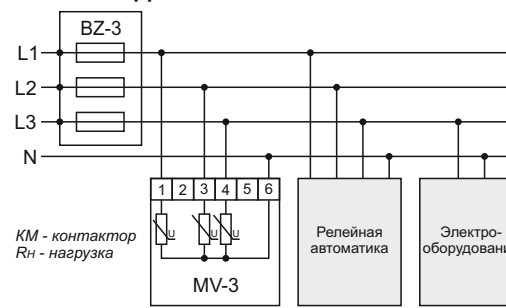 BZ-3
L1
L2
L3
N
1 2 3 4 5 6
U U U
КМ - контактор
Rн - нагрузка
MV-3
Релейная
автоматика
Электро-